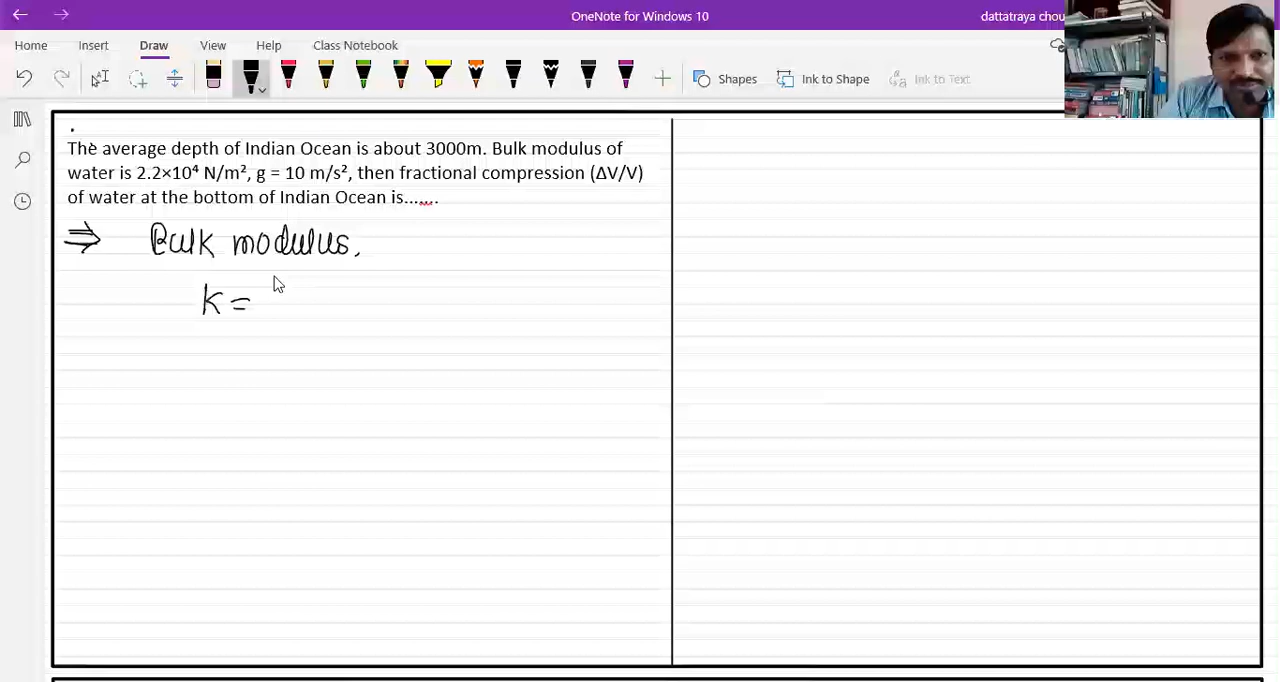 OneNote for Windows 10
dattatraya chou
Home Insert Draw View Help Class Notebook
Shapes Ink to Shape Ink to Text
The average depth of Indian Ocean is about 3000m. Bulk modulus of
water is 2.2×10⁴ N/m², g = 10 m/s², then fractional compression (ΔV/V)
of water at the bottom of Indian Ocean is.......
⇒ Bulk modulus,
K =